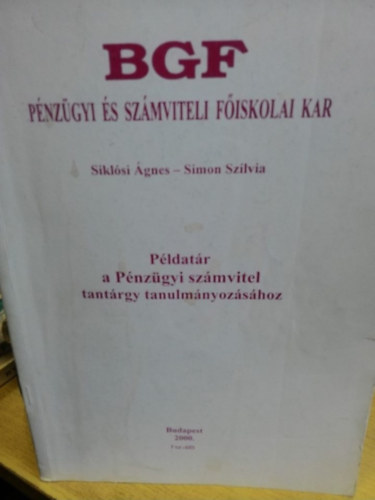 BGF
PÉNZÜGYI ÉS SZÁMVITELI FŐISKOLAI KAR
Siklósi Ágnes – Simon Szilvia
Példatár
a Pénzügyi számvitel
tantárgy tanulmányozásához
Budapest
2000.